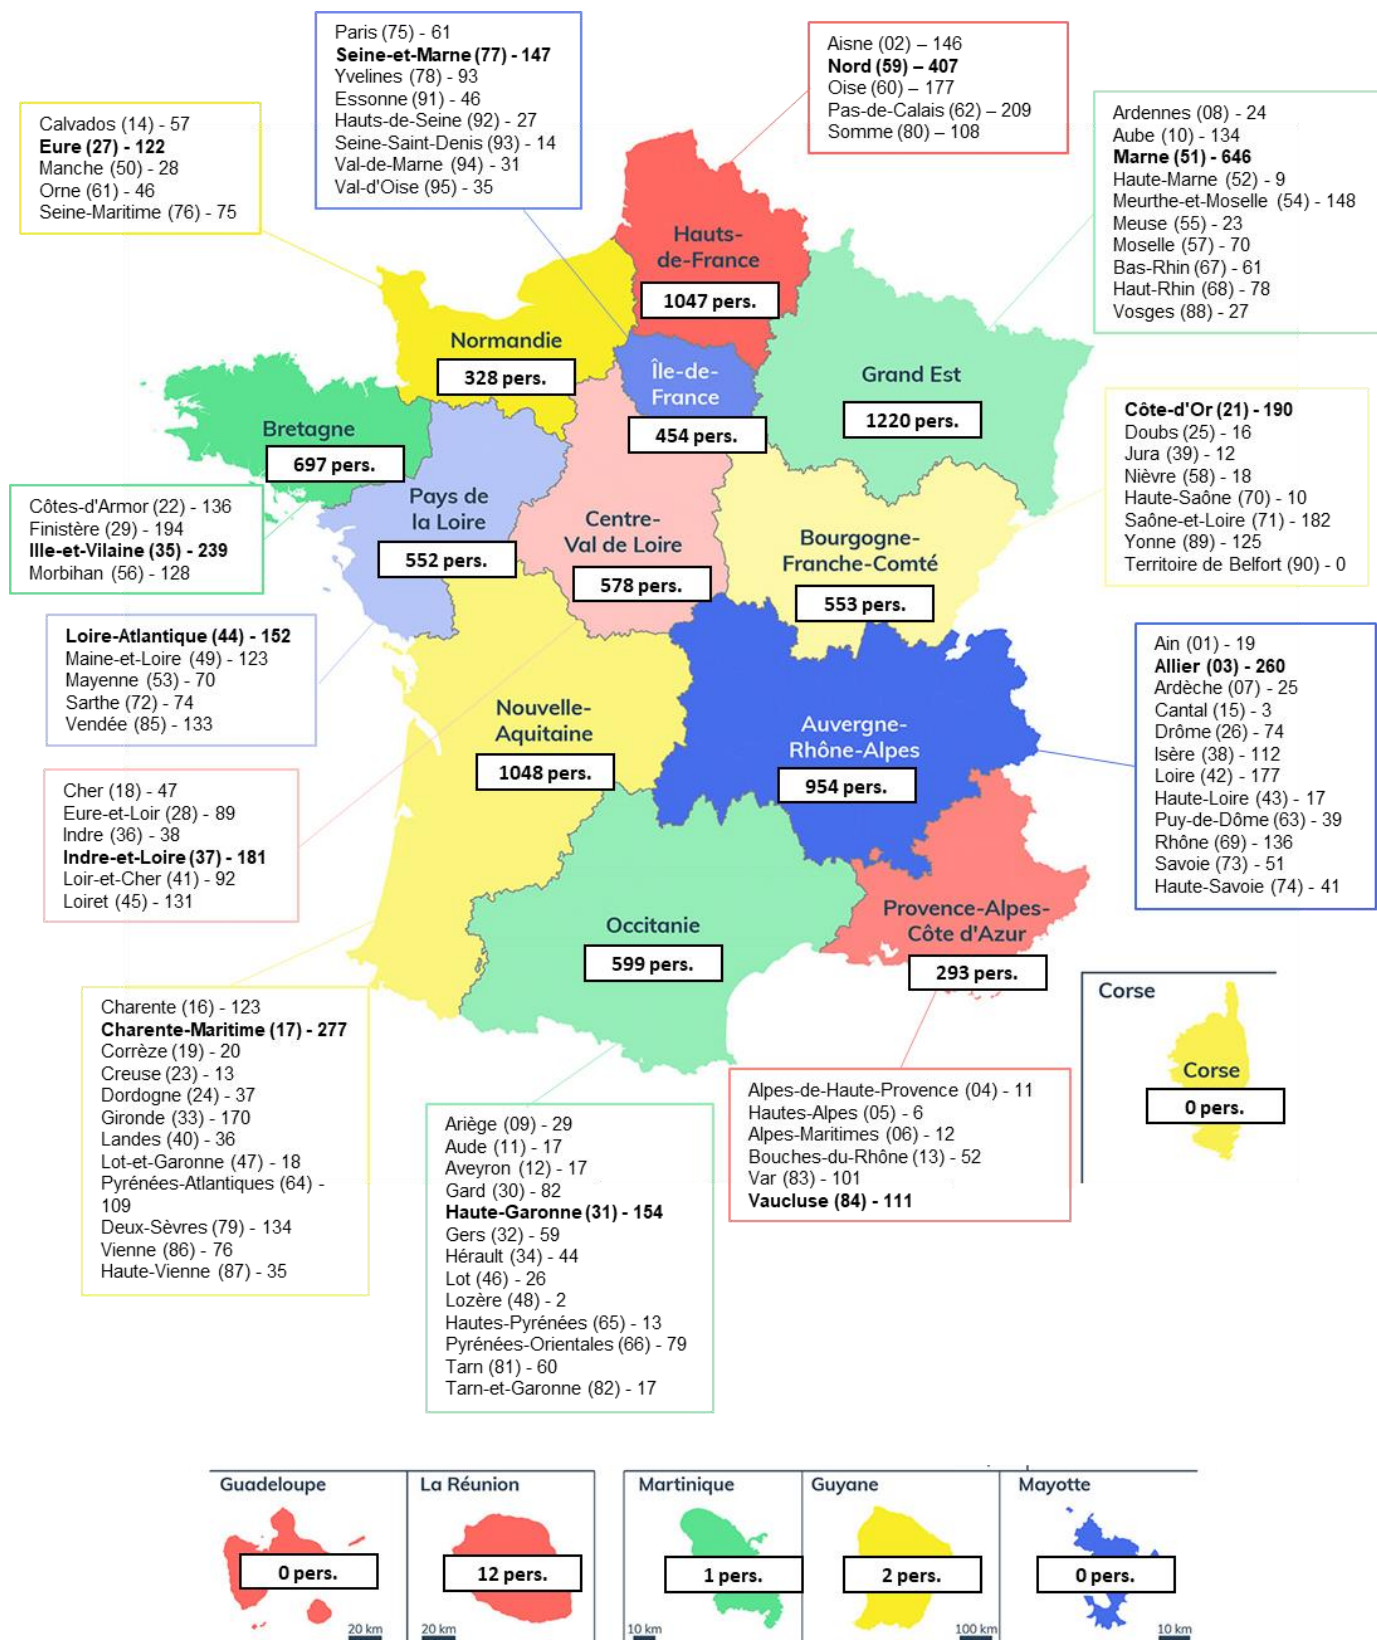 Paris (75) - 61
Seine-et-Marne (77) - 147
Yvelines (78) - 93
Essonne (91) - 46
Hauts-de-Seine (92) - 27
Seine-Saint-Denis (93) - 14
Val-de-Marne (94) - 31
Val-d'Oise (95) - 35
Aisne (02) – 146
Nord (59) – 407
Oise (60) – 177
Pas-de-Calais (62) – 209
Somme (80) – 108
Calvados (14) - 57
Eure (27) - 122
Manche (50) - 28
Orne (61) - 46
Seine-Maritime (76) - 75
Ardennes (08) - 24
Aube (10) - 134
Marne (51) - 646
Haute-Marne (52) - 9
Meurthe-et-Moselle (54) - 148
Meuse (55) - 23
Moselle (57) - 70
Bas-Rhin (67) - 61
Haut-Rhin (68) - 78
Vosges (88) - 27
Hauts-
de-France
1047 pers.
Normandie
328 pers.
Île-de-
France
454 pers.
Grand Est
1220 pers.
Bretagne
697 pers.
Pays de
la Loire
552 pers.
Centre-
Val de Loire
578 pers.
Bourgogne-
Franche-Comté
553 pers.
Côte-d'Or (21) - 190
Doubs (25) - 16
Jura (39) - 12
Nièvre (58) - 18
Haute-Saône (70) - 10
Saône-et-Loire (71) - 182
Yonne (89) - 125
Territoire de Belfort (90) - 0
Côtes-d'Armor (22) - 136
Finistère (29) - 194
Ille-et-Vilaine (35) - 239
Morbihan (56) - 128
Loire-Atlantique (44) - 152
Maine-et-Loire (49) - 123
Mayenne (53) - 70
Sarthe (72) - 74
Vendée (85) - 133
Nouvelle-
Aquitaine
1048 pers.
Auvergne-
Rhône-Alpes
954 pers.
Ain (01) - 19
Allier (03) - 260
Ardèche (07) - 25
Cantal (15) - 3
Drôme (26) - 74
Isère (38) - 112
Loire (42) - 177
Haute-Loire (43) - 17
Puy-de-Dôme (63) - 39
Rhône (69) - 136
Savoie (73) - 51
Haute-Savoie (74) - 41
Cher (18) - 47
Eure-et-Loir (28) - 89
Indre (36) - 38
Indre-et-Loire (37) - 181
Loir-et-Cher (41) - 92
Loiret (45) - 131
Occitanie
599 pers.
Provence-Alpes-
Côte d'Azur
293 pers.
Corse
Corse
0 pers.
Charente (16) - 123
Charente-Maritime (17) - 277
Corrèze (19) - 20
Creuse (23) - 13
Dordogne (24) - 37
Gironde (33) - 170
Landes (40) - 36
Lot-et-Garonne (47) - 18
Pyrénées-Atlantiques (64) -
109
Deux-Sèvres (79) - 134
Vienne (86) - 76
Haute-Vienne (87) - 35
Ariège (09) - 29
Aude (11) - 17
Aveyron (12) - 17
Gard (30) - 82
Haute-Garonne (31) - 154
Gers (32) - 59
Hérault (34) - 44
Lot (46) - 26
Lozère (48) - 2
Hautes-Pyrénées (65) - 13
Pyrénées-Orientales (66) - 79
Tarn (81) - 60
Tarn-et-Garonne (82) - 17
Alpes-de-Haute-Provence (04) - 11
Hautes-Alpes (05) - 6
Alpes-Maritimes (06) - 12
Bouches-du-Rhône (13) - 52
Var (83) - 101
Vaucluse (84) - 111
Guadeloupe
0 pers.
20 km
La Réunion
12 pers.
20 km
Martinique
1 pers.
10 km
Guyane
2 pers.
100 km
Mayotte
0 pers.
10 km